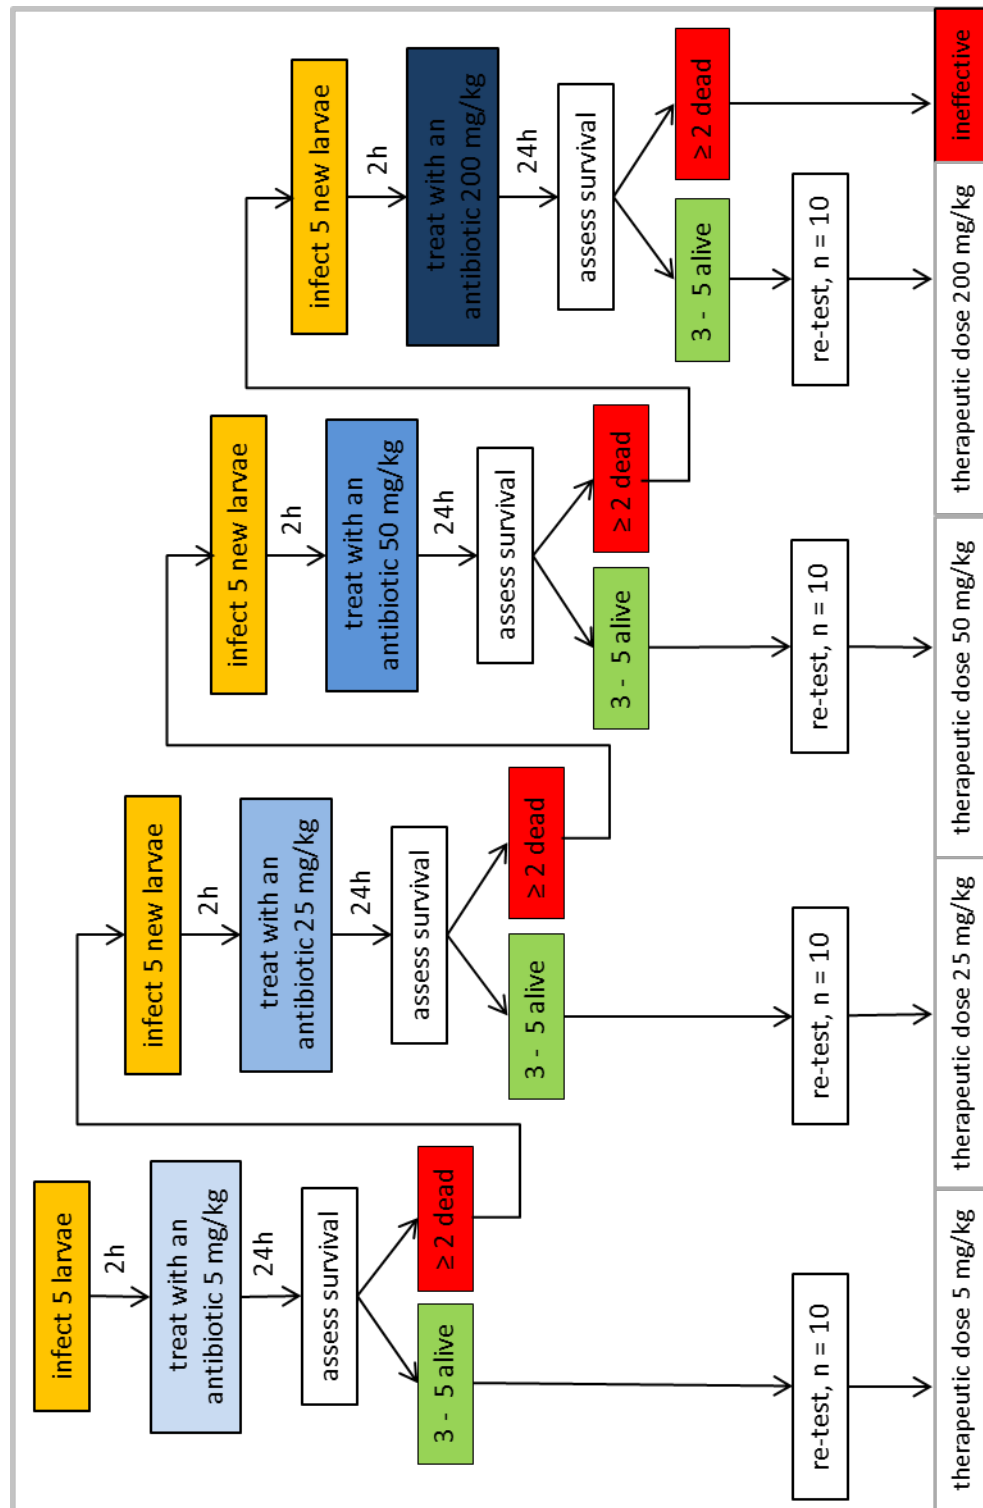 infect 5 larvae
2h
treat with an
antibiotic 5 mg/kg
24h
assess survival
3 - 5 alive
≥ 2 dead
re-test, n = 10
therapeutic dose 5 mg/kg
infect 5 new larvae
2h
treat with an
antibiotic 25 mg/kg
24h
assess survival
3 - 5 alive
≥ 2 dead
re-test, n = 10
therapeutic dose 25 mg/kg
infect 5 new larvae
2h
treat with an
antibiotic 50 mg/kg
24h
assess survival
3 - 5 alive
≥ 2 dead
re-test, n = 10
therapeutic dose 50 mg/kg
infect 5 new larvae
2h
treat with an
antibiotic 200 mg/kg
24h
assess survival
3 - 5 alive
≥ 2 dead
re-test, n = 10
therapeutic dose 200 mg/kg
ineffective